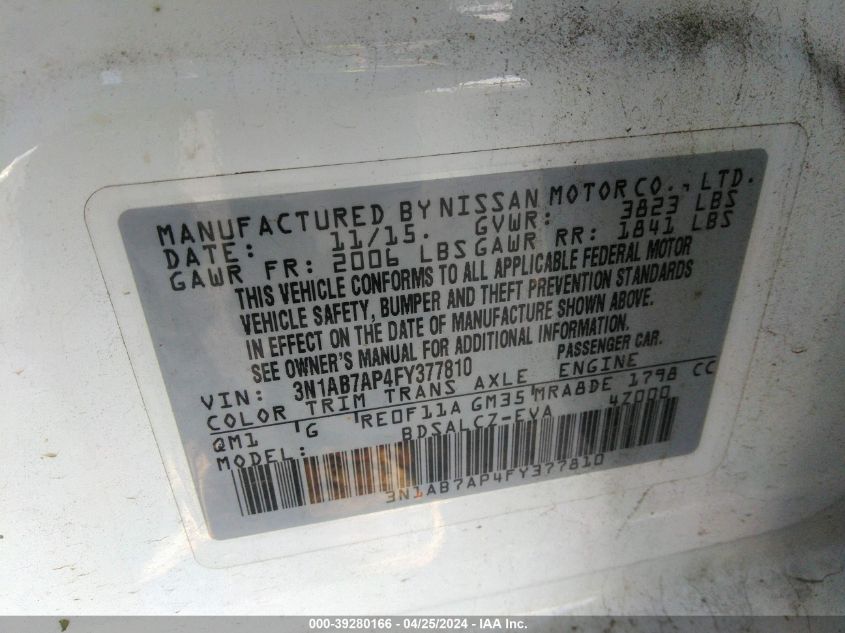 MANUFACTURED BY NISSAN MOTOR CO., LTD.
DATE: 11/15. GVWR: 3823 LBS
GAWR FR: 2006 LBS GAWR RR: 1841 LBS
THIS VEHICLE CONFORMS TO ALL APPLICABLE FEDERAL MOTOR
VEHICLE SAFETY, BUMPER AND THEFT PREVENTION STANDARDS
IN EFFECT ON THE DATE OF MANUFACTURE SHOWN ABOVE.
SEE OWNER'S MANUAL FOR ADDITIONAL INFORMATION.
VIN: 3N1AB7AP4FY377810 PASSENGER CAR.
COLOR TRIM TRANS AXLE ENGINE
QM1 G RE0F11A GM35 MRA8DE 1798 CC
MODEL: BDSALCZ-EVA 47000
3N1AB7AP4FY377810
000-39280166 - 04/25/2024 - IAA Inc.